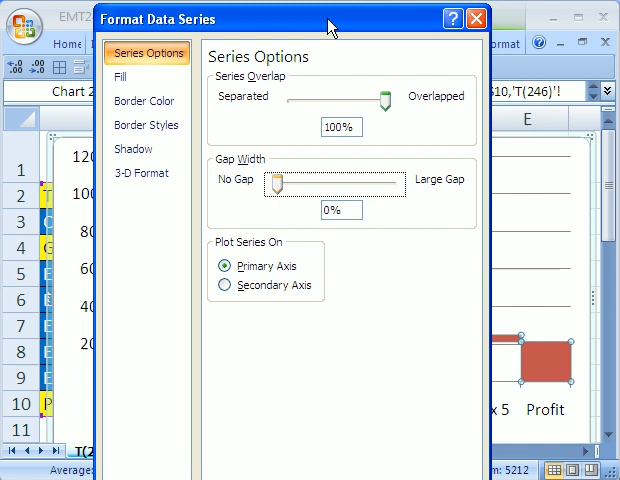 EMT24
Format Data Series
Home
Format
Chart 2
$10,'T(246)'!
Series Options
Fill
Border Color
Border Styles
Shadow
3-D Format
Series Options
Series Overlap
Separated
Overlapped
100%
Gap Width
No Gap
Large Gap
0%
Plot Series On
Primary Axis
Secondary Axis
E
1
2
3
4
5
6
7
8
9
10
11
T
C
G
E
E
E
E
E
P
120
100
80
60
40
20
x 5
Profit
T(2
Average:
m: 5212